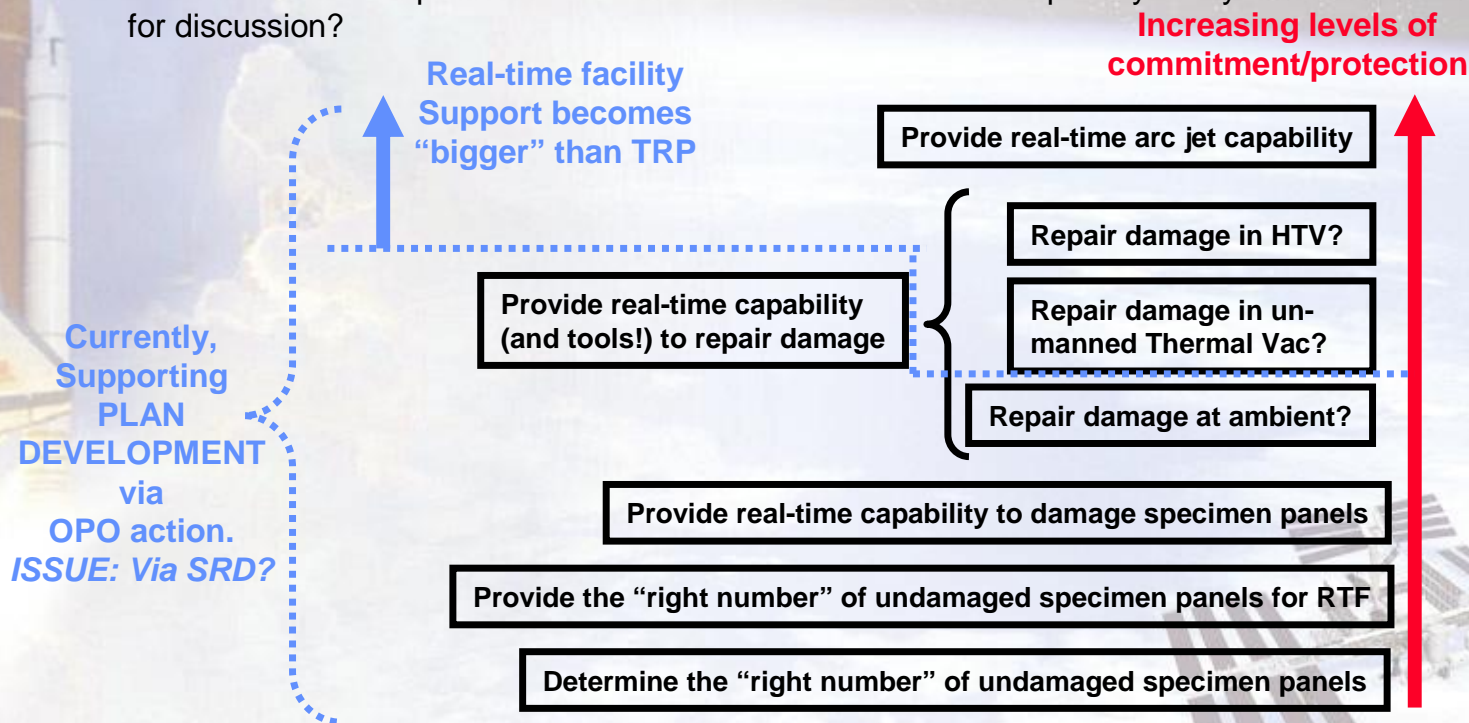 for discussion?
Increasing levels of
commitment/protection
Real-time facility
Support becomes
“bigger” than TRP
Provide real-time arc jet capability
Repair damage in HTV?
Provide real-time capability
(and tools!) to repair damage
Repair damage in un-
manned Thermal Vac?
Repair damage at ambient?
Currently,
Supporting
PLAN
DEVELOPMENT
via
OPO action.
ISSUE: Via SRD?
Provide real-time capability to damage specimen panels
Provide the “right number” of undamaged specimen panels for RTF
Determine the “right number” of undamaged specimen panels